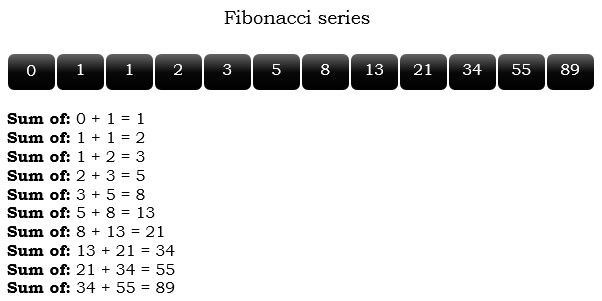 Fibonacci series
0 1 1 2 3 5 8 13 21 34 55 89
Sum of: 0 + 1 = 1
Sum of: 1 + 1 = 2
Sum of: 1 + 2 = 3
Sum of: 2 + 3 = 5
Sum of: 3 + 5 = 8
Sum of: 5 + 8 = 13
Sum of: 8 + 13 = 21
Sum of: 13 + 21 = 34
Sum of: 21 + 34 = 55
Sum of: 34 + 55 = 89